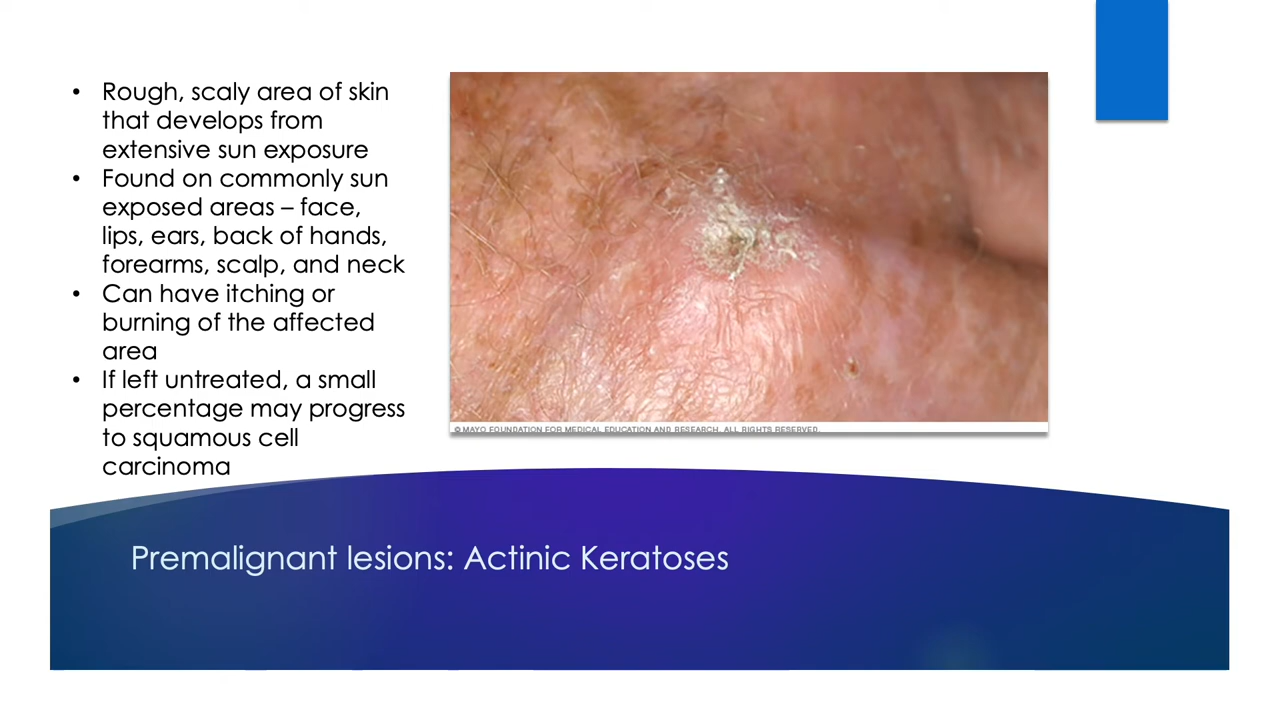 • Rough, scaly area of skin
that develops from
extensive sun exposure
• Found on commonly sun
exposed areas – face,
lips, ears, back of hands,
forearms, scalp, and neck
• Can have itching or
burning of the affected
area
• If left untreated, a small
percentage may progress
to squamous cell
carcinoma
© MAYO FOUNDATION FOR MEDICAL EDUCATION AND RESEARCH. ALL RIGHTS RESERVED.
Premalignant lesions: Actinic Keratoses